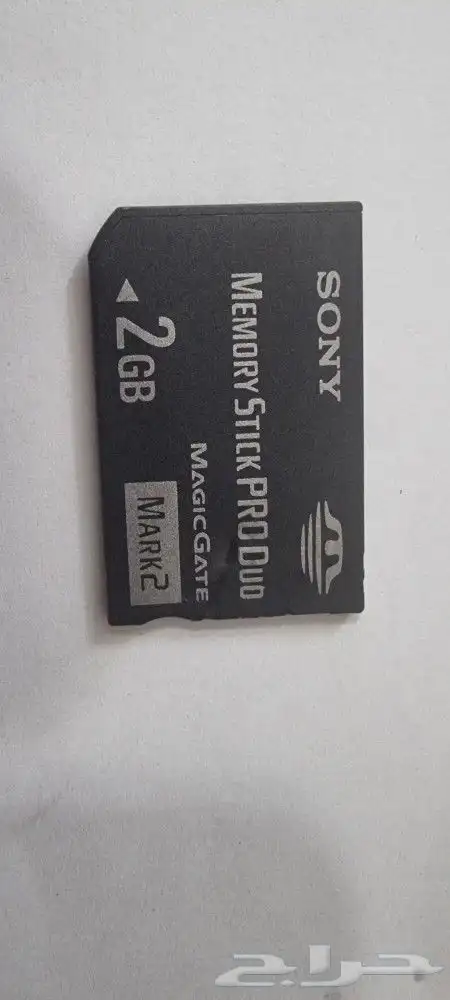 SONY
MEMORY STICK PRO DUO
MAGICGATE
2GB
MARK2
حراج